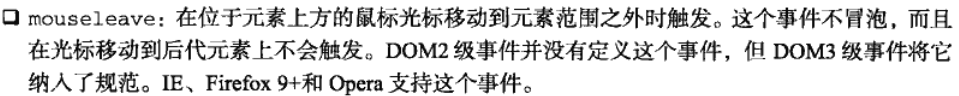 ❑ mouseleave：在位于元素上方的鼠标光标移动到元素范围之外时触发。这个事件不冒泡，而且
在光标移动到后代元素上不会触发。DOM2 级事件并没有定义这个事件，但 DOM3 级事件将它
纳入了规范。IE、Firefox 9+和 Opera 支持这个事件。